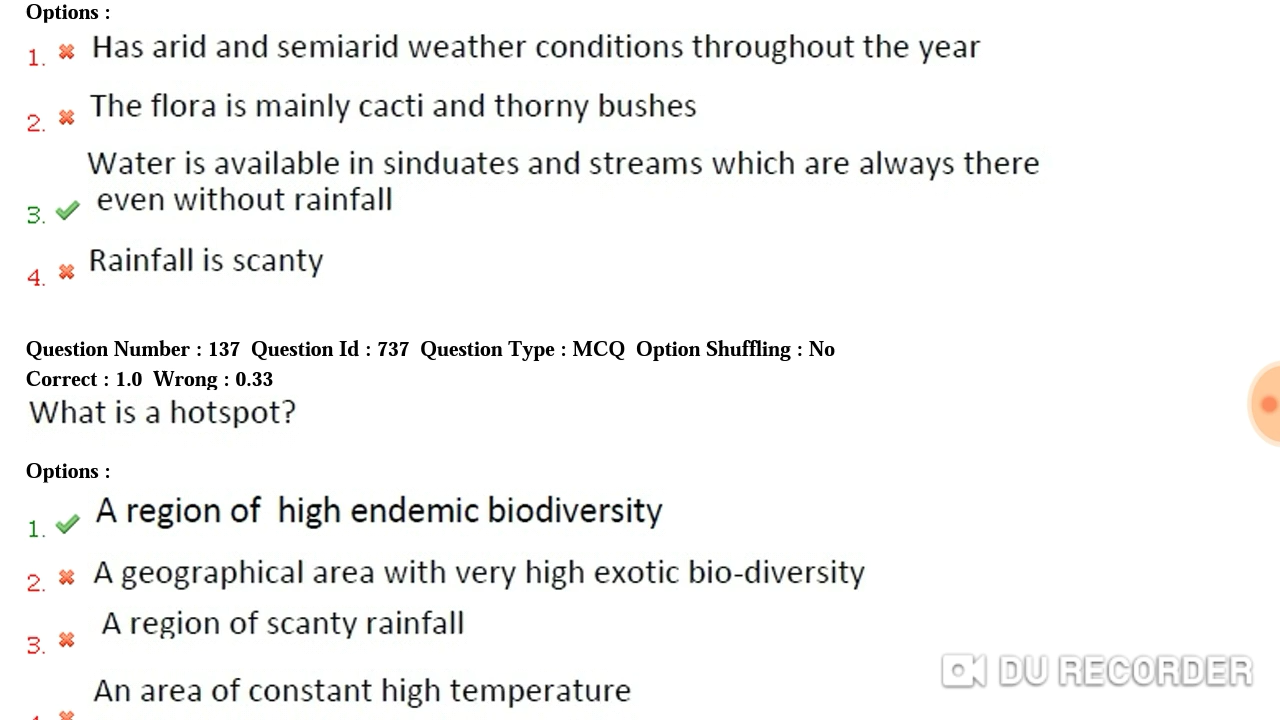 Options :
1. Has arid and semiarid weather conditions throughout the year
2. The flora is mainly cacti and thorny bushes
Water is available in sinduates and streams which are always there
3. even without rainfall
4. Rainfall is scanty
Question Number : 137 Question Id : 737 Question Type : MCQ Option Shuffling : No
Correct : 1.0 Wrong : 0.33
What is a hotspot?
Options :
1. A region of high endemic biodiversity
2. A geographical area with very high exotic bio-diversity
3. A region of scanty rainfall
An area of constant high temperature
DU RECORDER